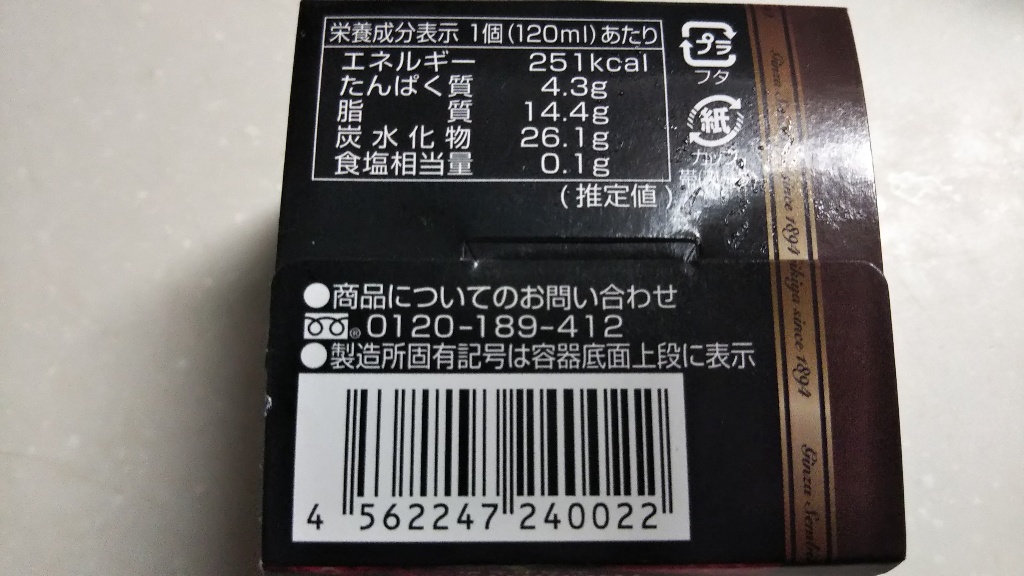 栄養成分表示 1個(120ml)あたり
エネルギー 251kcal
たんぱく質 4.3g
脂質 14.4g
炭水化物 26.1g
食塩相当量 0.1g
(推定値)
プラ
フタ
紙
カップ
●商品についてのお問い合わせ
0120-189-412
●製造所固有記号は容器底面上段に表示
4 562247 240022
since 1894
since 1894
Ginza